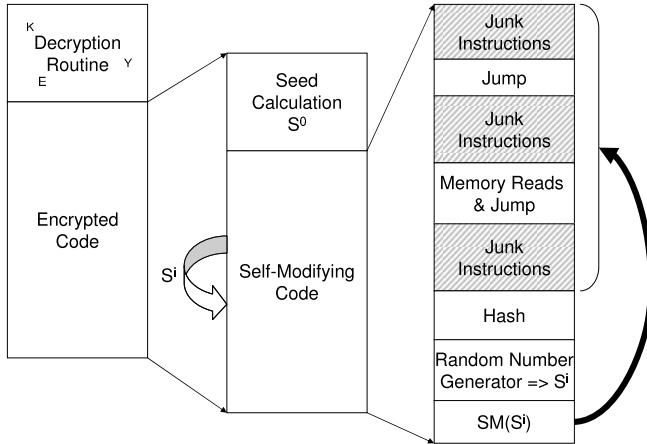 K
Decryption
Routine
Y
E
Encrypted
Code
Seed
Calculation
S⁰
Sⁱ
Self-Modifying
Code
Junk
Instructions
Jump
Junk
Instructions
Memory Reads
& Jump
Junk
Instructions
Hash
Random Number
Generator => Sⁱ
SM(Sⁱ)